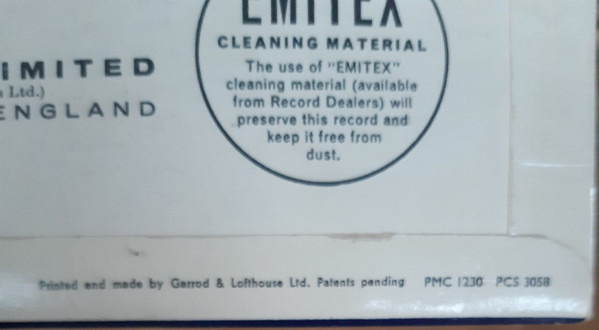 EMITEX
CLEANING MATERIAL
The use of "EMITEX"
cleaning material (available
from Record Dealers) will
preserve this record and
keep it free from
dust.
IMITED
Ltd.)
ENGLAND
Printed and made by Garrod & Lofthouse Ltd. Patents pending PMC 1230 PCS 3058